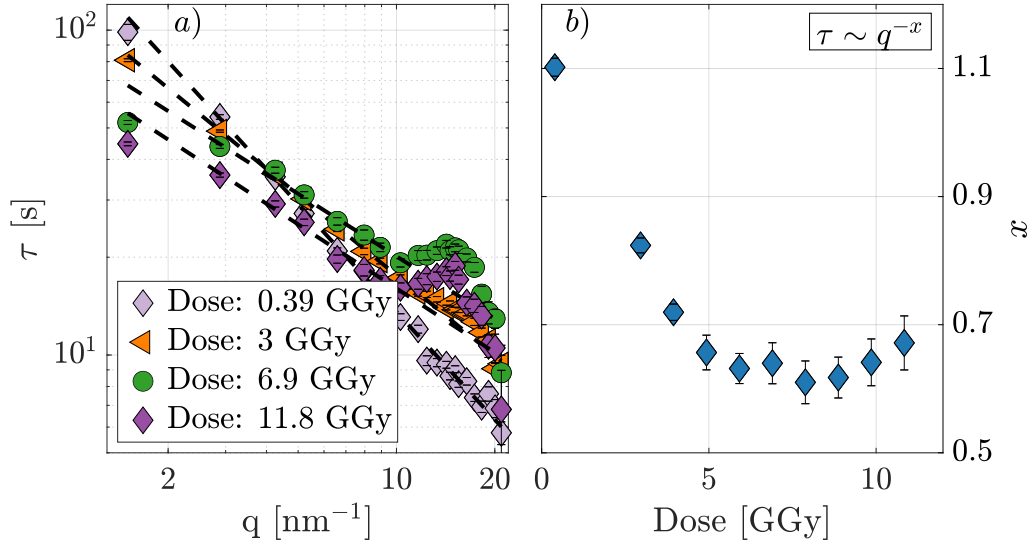 a)
10²
10¹
τ [s]
Dose: 0.39 GGy
Dose: 3 GGy
Dose: 6.9 GGy
Dose: 11.8 GGy
2
10
20
q [nm⁻¹]
b)
τ ∼ q⁻ˣ
1.1
0.9
0.7
0.5
x
0
5
10
Dose [GGy]